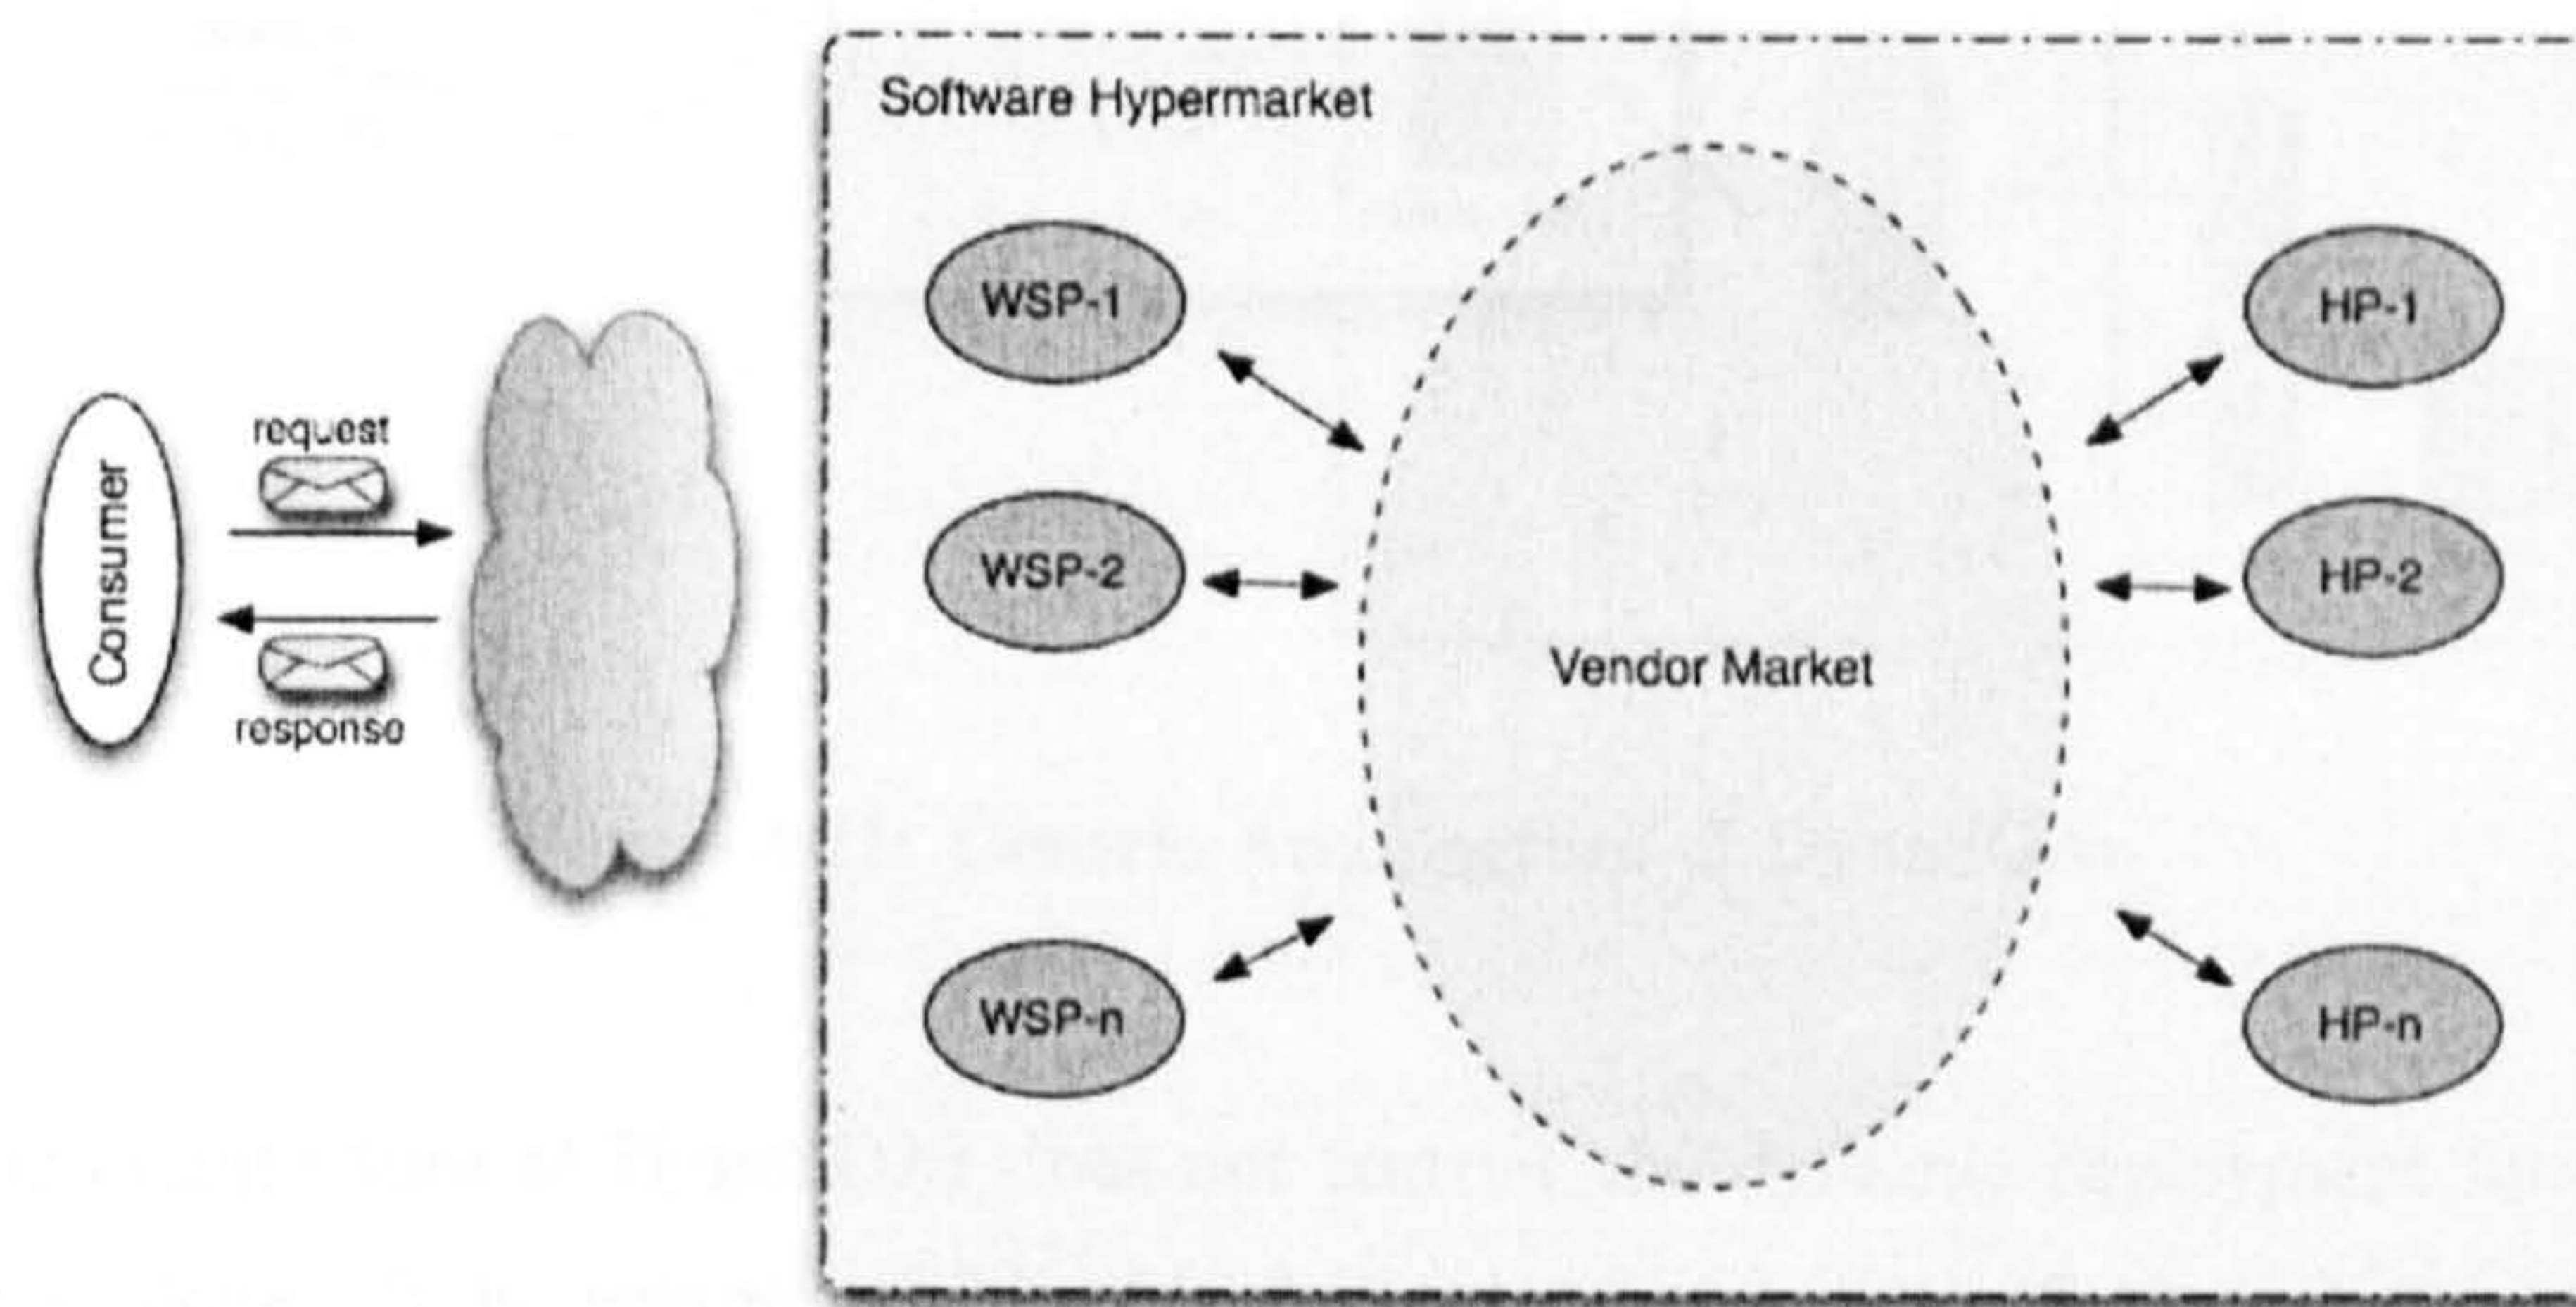 Software Hypermarket
Consumer
request
response
WSP-1
WSP-2
WSP-n
Vendor Market
HP-1
HP-2
HP-n